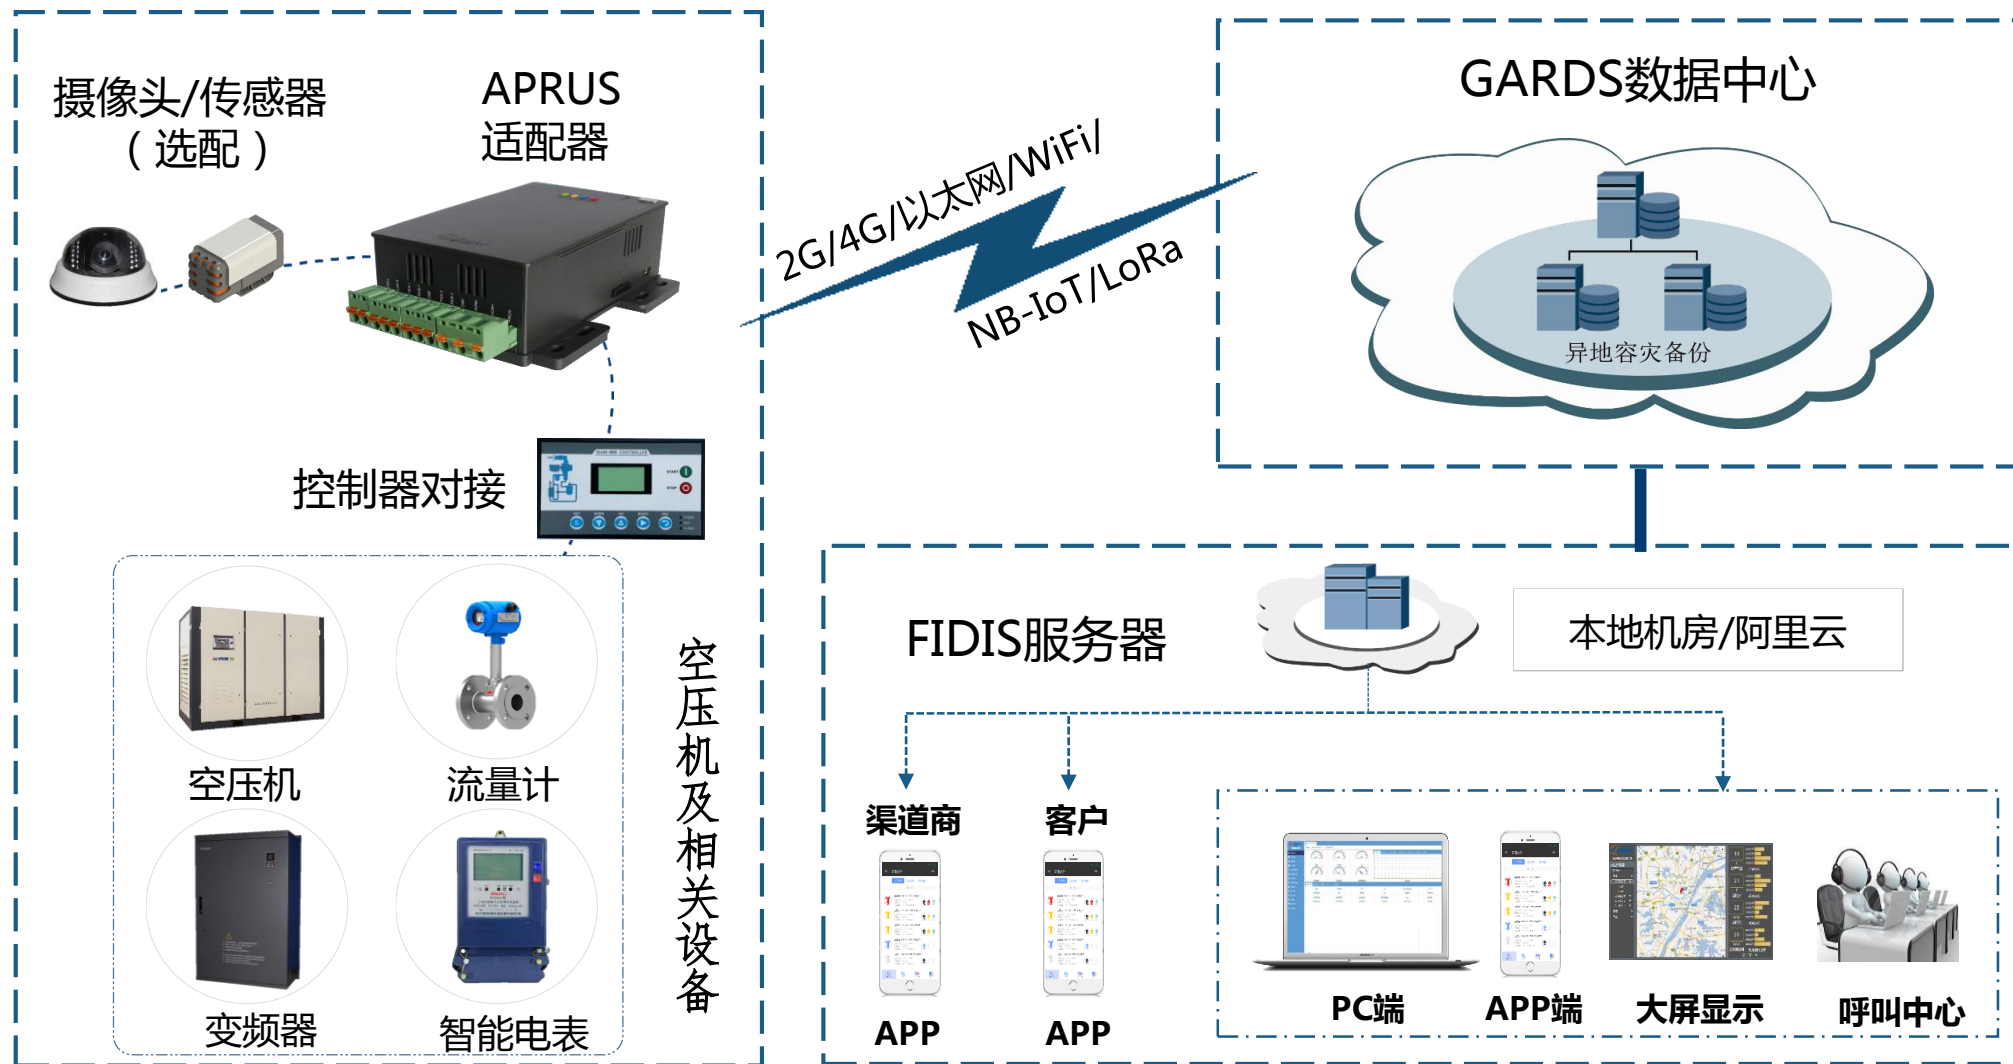 摄像头/传感器
（选配）
APRUS
适配器
2G/4G/以太网/WiFi/
NB-IoT/LoRa
GARDS数据中心
异地容灾备份
控制器对接
START
STOP
空压机
流量计
变频器
智能电表
空压机及相关设备
FIDIS服务器
本地机房/阿里云
渠道商
客户
APP
APP
PC端
APP端
大屏显示
呼叫中心